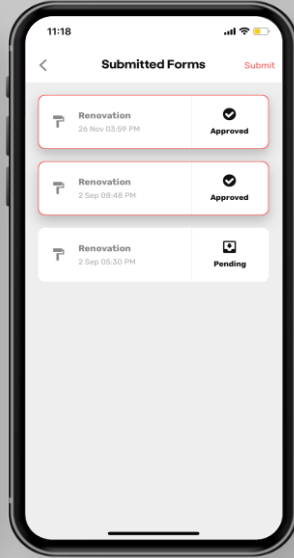 11:18
Submitted Forms
Submit
Renovation
26 Nov 03:59 PM
Approved
Renovation
2 Sep 08:48 PM
Approved
Renovation
2 Sep 05:30 PM
Pending